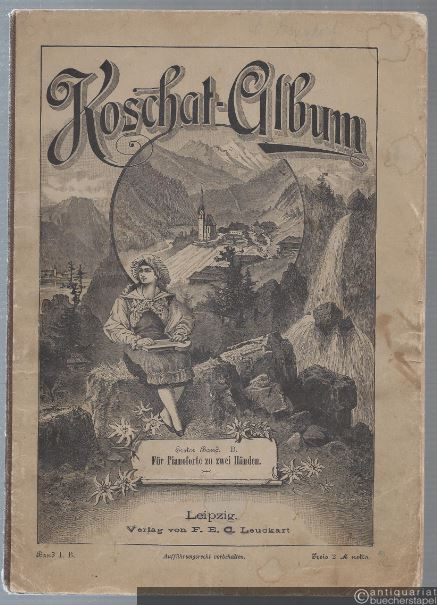 Koschat-Album
Erster Band. B.
Für Pianoforte zu zwei Händen.
Leipzig.
Verlag von F. E. C. Leuckart
Band I. B.
Aufführungsrecht vorbehalten.
Preis 2 M netto.
antiquariat
buecherstapel